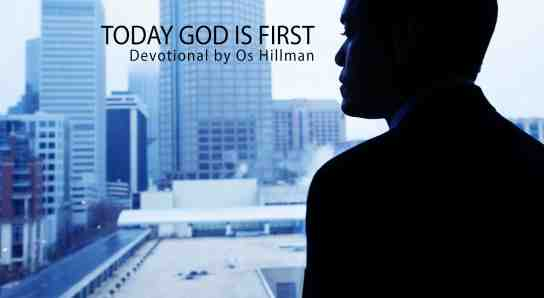 TODAY GOD IS FIRST
Devotional by Os Hillman